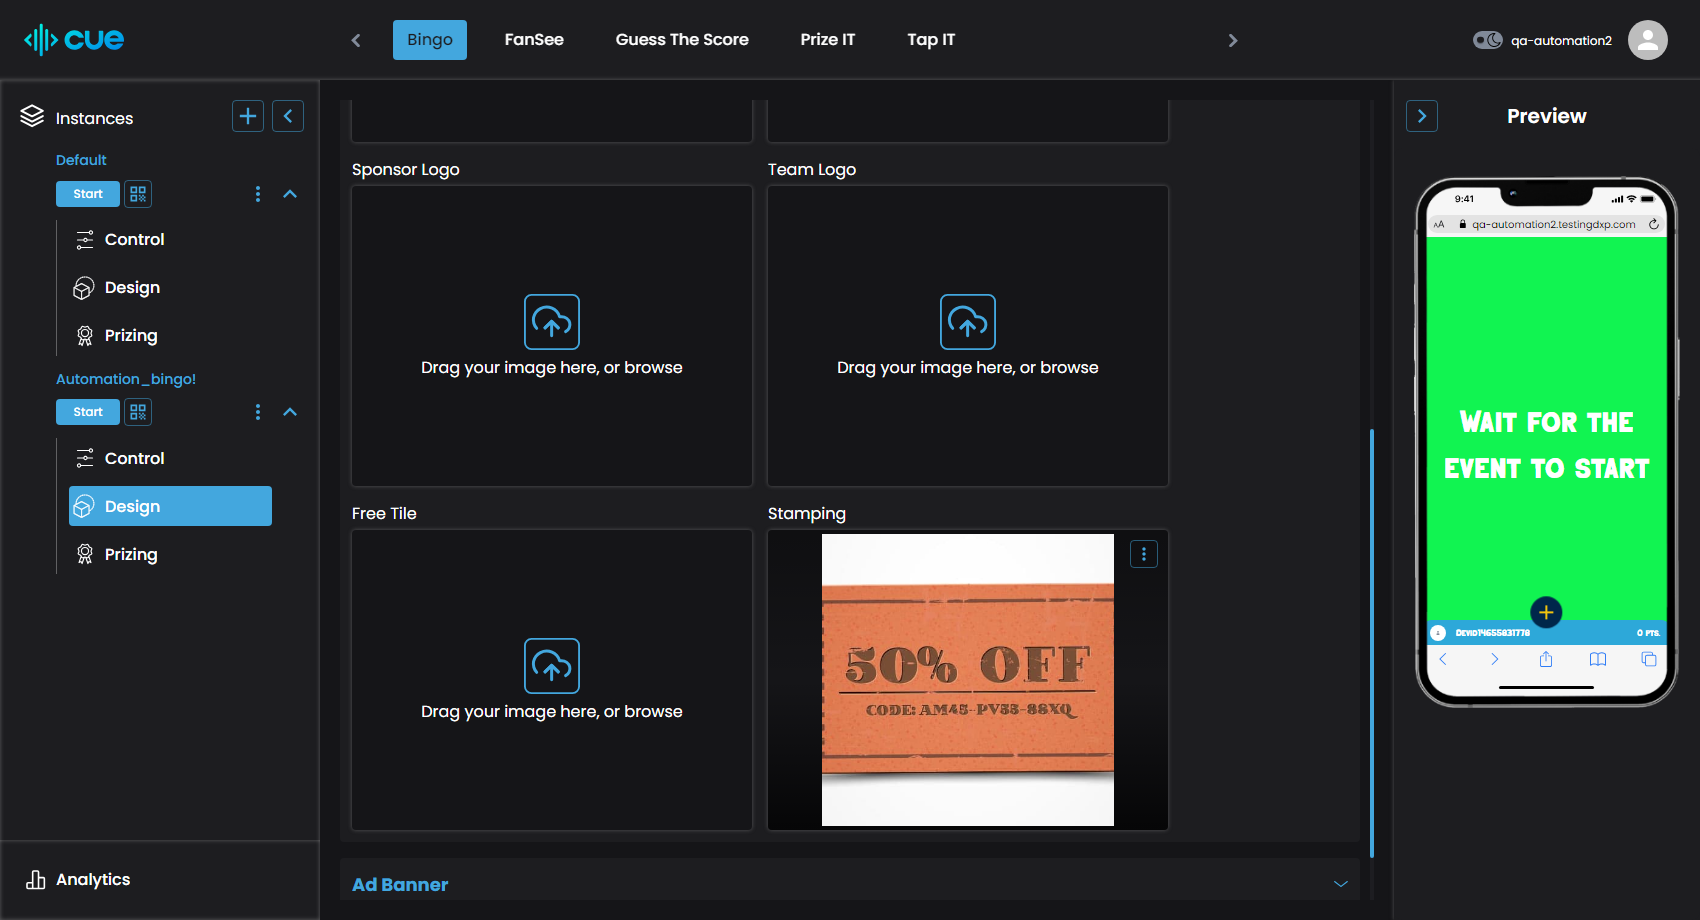 cue
Bingo
FanSee
Guess The Score
Prize IT
Tap IT
qa-automation2
Instances
Default
Start
Control
Design
Prizing
Automation_bingo!
Start
Control
Design
Prizing
Analytics
Sponsor Logo
Team Logo
Drag your image here, or browse
Drag your image here, or browse
Free Tile
Stamping
Drag your image here, or browse
50% OFF
CODE: AM45-PV55-88XQ
Ad Banner
Preview
9:41
AA
qa-automation2.testingdxp.com
WAIT FOR THE
EVENT TO START
0 PTS.